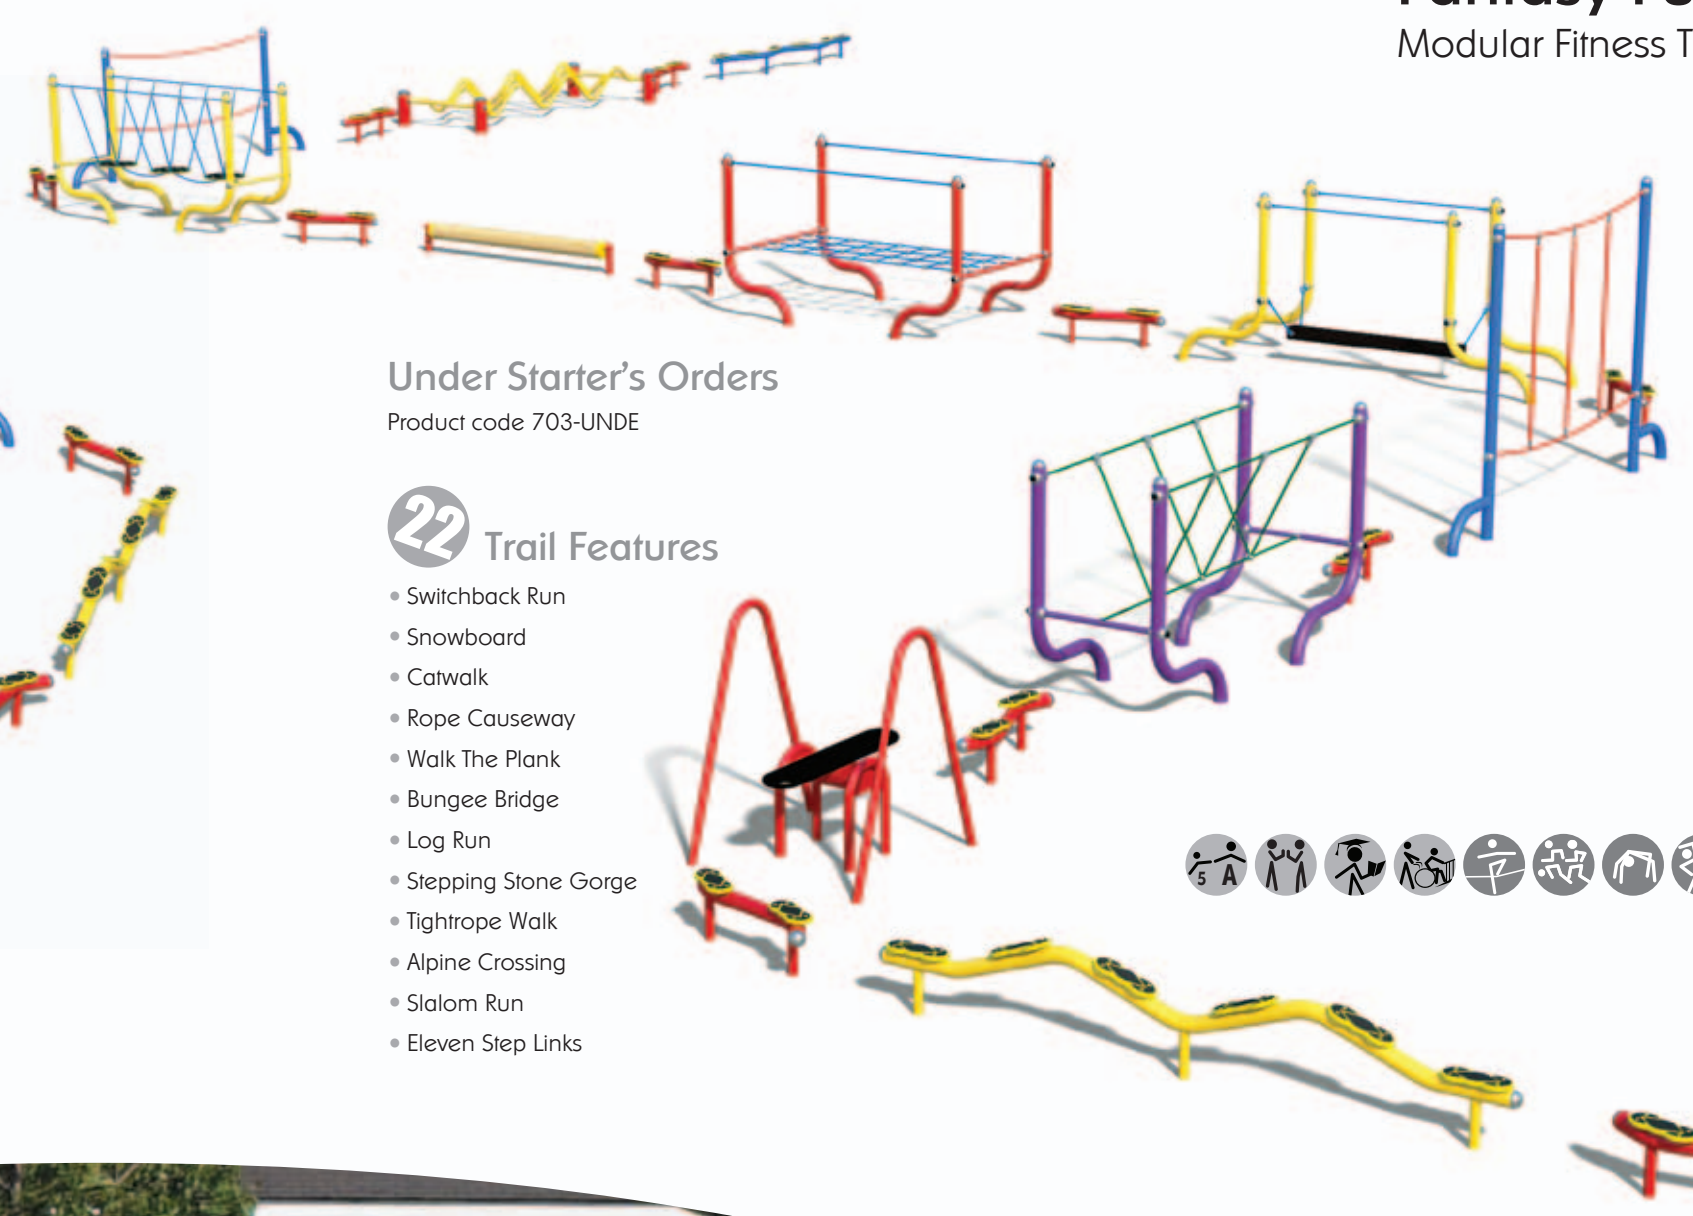 Modular Fitness T
Under Starter's Orders
Product code 703-UNDE
22 Trail Features
• Switchback Run
• Snowboard
• Catwalk
• Rope Causeway
• Walk The Plank
• Bungee Bridge
• Log Run
• Stepping Stone Gorge
• Tightrope Walk
• Alpine Crossing
• Slalom Run
• Eleven Step Links
5 A